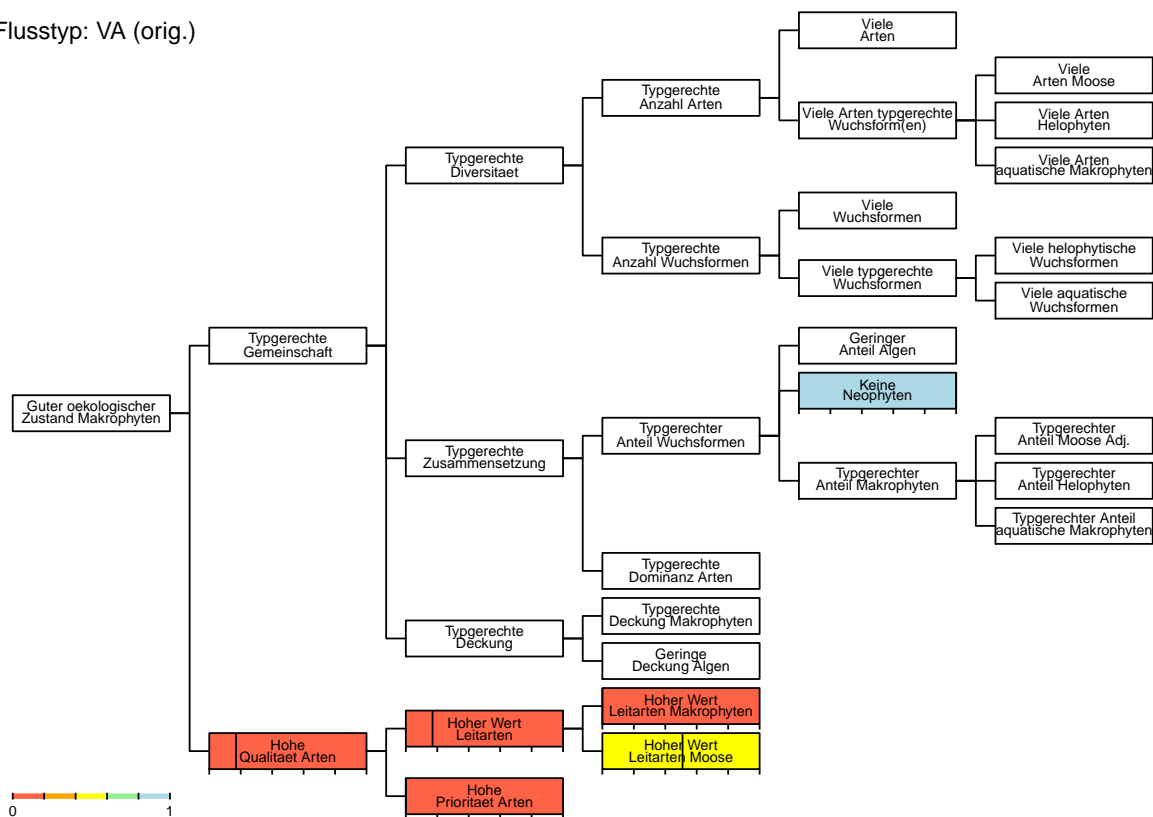 Flusstyp: VA (orig.)
Viele
Arten
Typgerechte
Anzahl Arten
Viele
Arten Moose
Viele Arten typgerechte
Wuchsform(en)
Viele Arten
Helophyten
Viele Arten
aquatische Makrophyten
Typgerechte
Diversitaet
Viele
Wuchsformen
Typgerechte
Anzahl Wuchsformen
Viele helophytische
Wuchsformen
Viele typgerechte
Wuchsformen
Viele aquatische
Wuchsformen
Typgerechte
Gemeinschaft
Geringer
Anteil Algen
Keine
Neophyten
Guter oekologischer
Zustand Makrophyten
Typgerechter
Anteil Wuchsformen
Typgerechter
Anteil Moose Adj.
Typgerechte
Zusammensetzung
Typgerechter
Anteil Makrophyten
Typgerechter
Anteil Helophyten
Typgerechter Anteil
aquatische Makrophyten
Typgerechte
Dominanz Arten
Typgerechte
Deckung Makrophyten
Typgerechte
Deckung
Geringe
Deckung Algen
Hoher Wert
Leitarten Makrophyten
Hoher Wert
Leitarten
Hohe
Qualitaet Arten
Hoher Wert
Leitarten Moose
Hohe
Prioritaet Arten
0
1